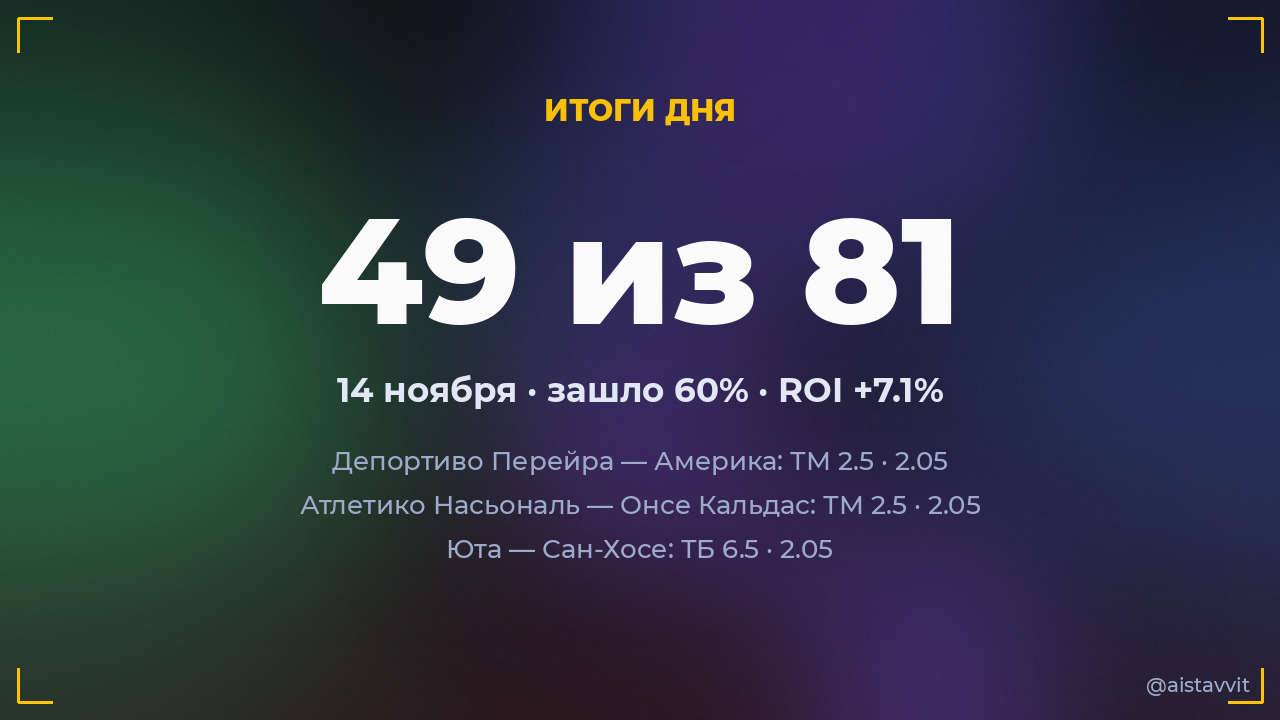 ИТОГИ ДНЯ
49 из 81
14 ноября · зашло 60% · ROI +7.1%
Депортиво Перейра — Америка: ТМ 2.5 · 2.05
Атлетико Насьональ — Онсе Кальдас: ТМ 2.5 · 2.05
Юта — Сан-Хосе: ТБ 6.5 · 2.05
@aistavvit